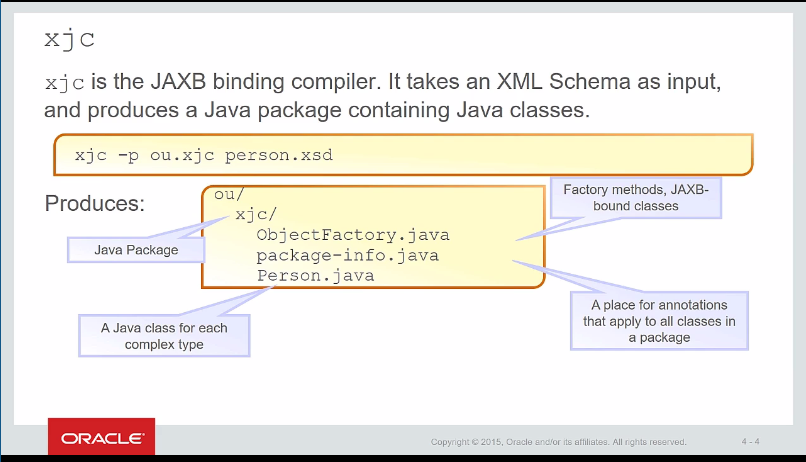 xjc
xjc is the JAXB binding compiler. It takes an XML Schema as input,
and produces a Java package containing Java classes.
xjc -p ou.xjc person.xsd
Produces:
ou/
xjc/
ObjectFactory.java
package-info.java
Person.java
Factory methods, JAXB-
bound classes
Java Package
A Java class for each
complex type
A place for annotations
that apply to all classes in
a package
ORACLE
Copyright © 2015, Oracle and/or its affiliates. All rights reserved.
4 - 4